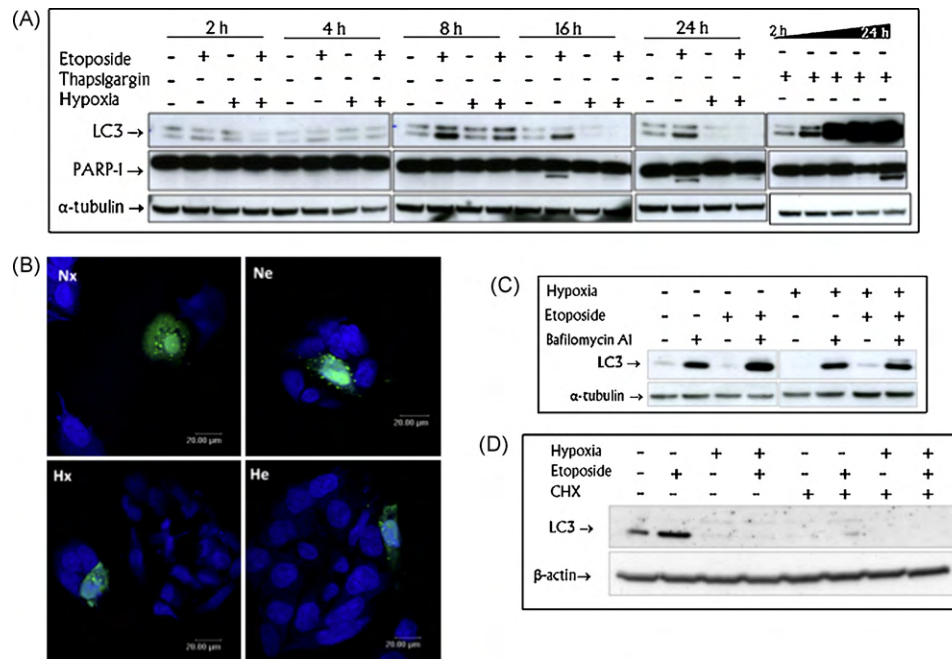 (A)
2 h 4 h 8 h 16 h 24 h 2 h 24 h
Etoposide - + - + - + - + - + - + - + - + - + - +
Thapsigargin + + + + +
Hypoxia - - + + - - + + - - + + - - + + - - + +
LC3 →
PARP-I →
α-tubulin →
(B)
Nx Ne
20.00 µm 20.00 µm
Hx He
20.00 µm 20.00 µm
(C)
Hypoxia - - - - + + + +
Etoposide - - + + - - + +
Bafilomycin AI - + - + - + - +
LC3 →
α-tubulin →
(D)
Hypoxia - - + + - - + +
Etoposide - + - + - + - +
CHX - - - - + + + +
LC3 →
β-actin→